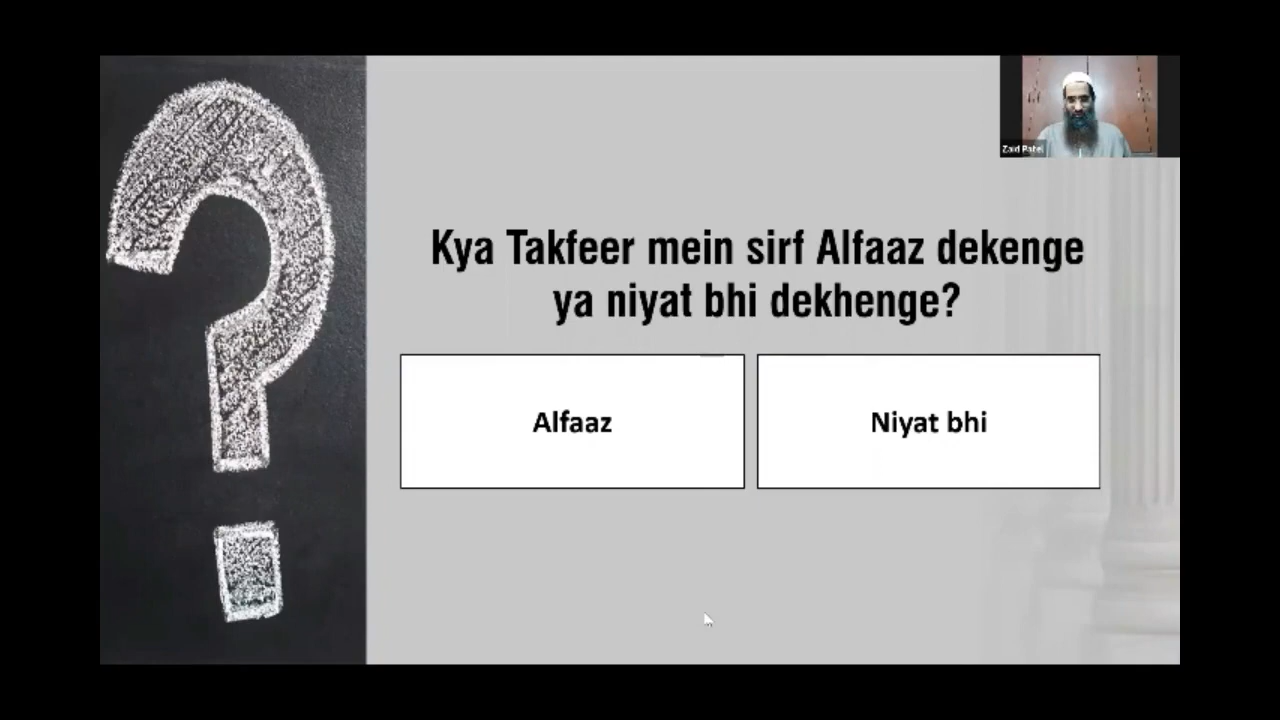 Zaid Patel
Kya Takfeer mein sirf Alfaaz dekenge
ya niyat bhi dekhenge?
Alfaaz
Niyat bhi